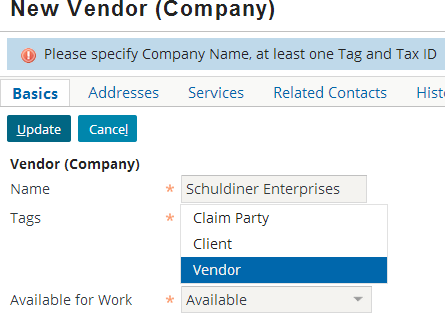 New Vendor (Company)
Please specify Company Name, at least one Tag and Tax ID
Basics Addresses Services Related Contacts Hist
Update Cancel
Vendor (Company)
Name * Schuldiner Enterprises
Tags * Claim Party
Client
Vendor
Available for Work * Available